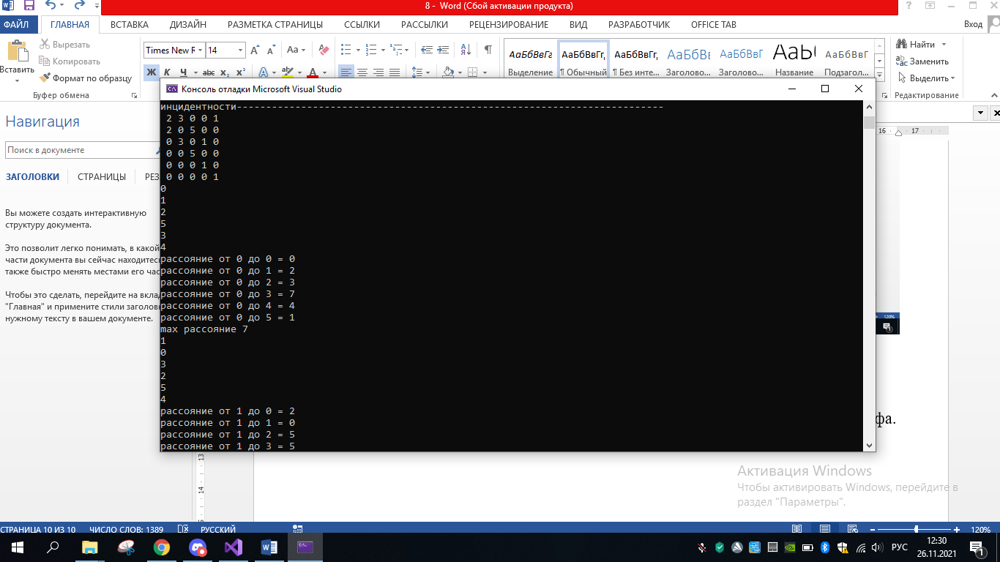 8 - Word (Сбой активации продукта)
ФАЙЛ ГЛАВНАЯ ВСТАВКА ДИЗАЙН РАЗМЕТКА СТРАНИЦЫ ССЫЛКИ РАССЫЛКИ РЕЦЕНЗИРОВАНИЕ ВИД РАЗРАБОТЧИК OFFICE TAB Вход
Вставить
Вырезать
Копировать
Формат по образцу
Буфер обмена
Times New R 14 Aa
Ж К Ч abc x₂ x²
АаБбВвГг АаБбВвГг, АаБбВвГг, АаБбВв АаБбВвГ АаБ АаБбВвГ
Выделение ¶ Обычный ¶ Без инте... Заголово... Заголово... Название Подзагол...
Найти
Заменить
Выделить
Редактирование
Консоль отладки Microsoft Visual Studio
инцидентности-------------------------------------------------------------------------
2 3 0 0 1
2 0 5 0 0
0 3 0 1 0
0 0 5 0 0
0 0 0 1 0
0 0 0 0 1
0
1
2
5
3
4
рассояние от 0 до 0 = 0
рассояние от 0 до 1 = 2
рассояние от 0 до 2 = 3
рассояние от 0 до 3 = 7
рассояние от 0 до 4 = 4
рассояние от 0 до 5 = 1
max рассояние 7
1
0
3
2
5
4
рассояние от 1 до 0 = 2
рассояние от 1 до 1 = 0
рассояние от 1 до 2 = 5
рассояние от 1 до 3 = 5
Навигация
Поиск в документе
ЗАГОЛОВКИ СТРАНИЦЫ РЕЗ
Вы можете создать интерактивную
структуру документа.
Это позволит легко понимать, в какой
части документа вы сейчас находитес
также быстро менять местами его час
Чтобы это сделать, перейдите на вкла
"Главная" и примените стили заголов
нужному тексту в вашем документе.
16 17
120%
фа.
13
14
Активация Windows
Чтобы активировать Windows, перейдите в
раздел "Параметры".
СТРАНИЦА 10 ИЗ 10 ЧИСЛО СЛОВ: 1389 РУССКИЙ 120%
РУС
12:30
26.11.2021
1